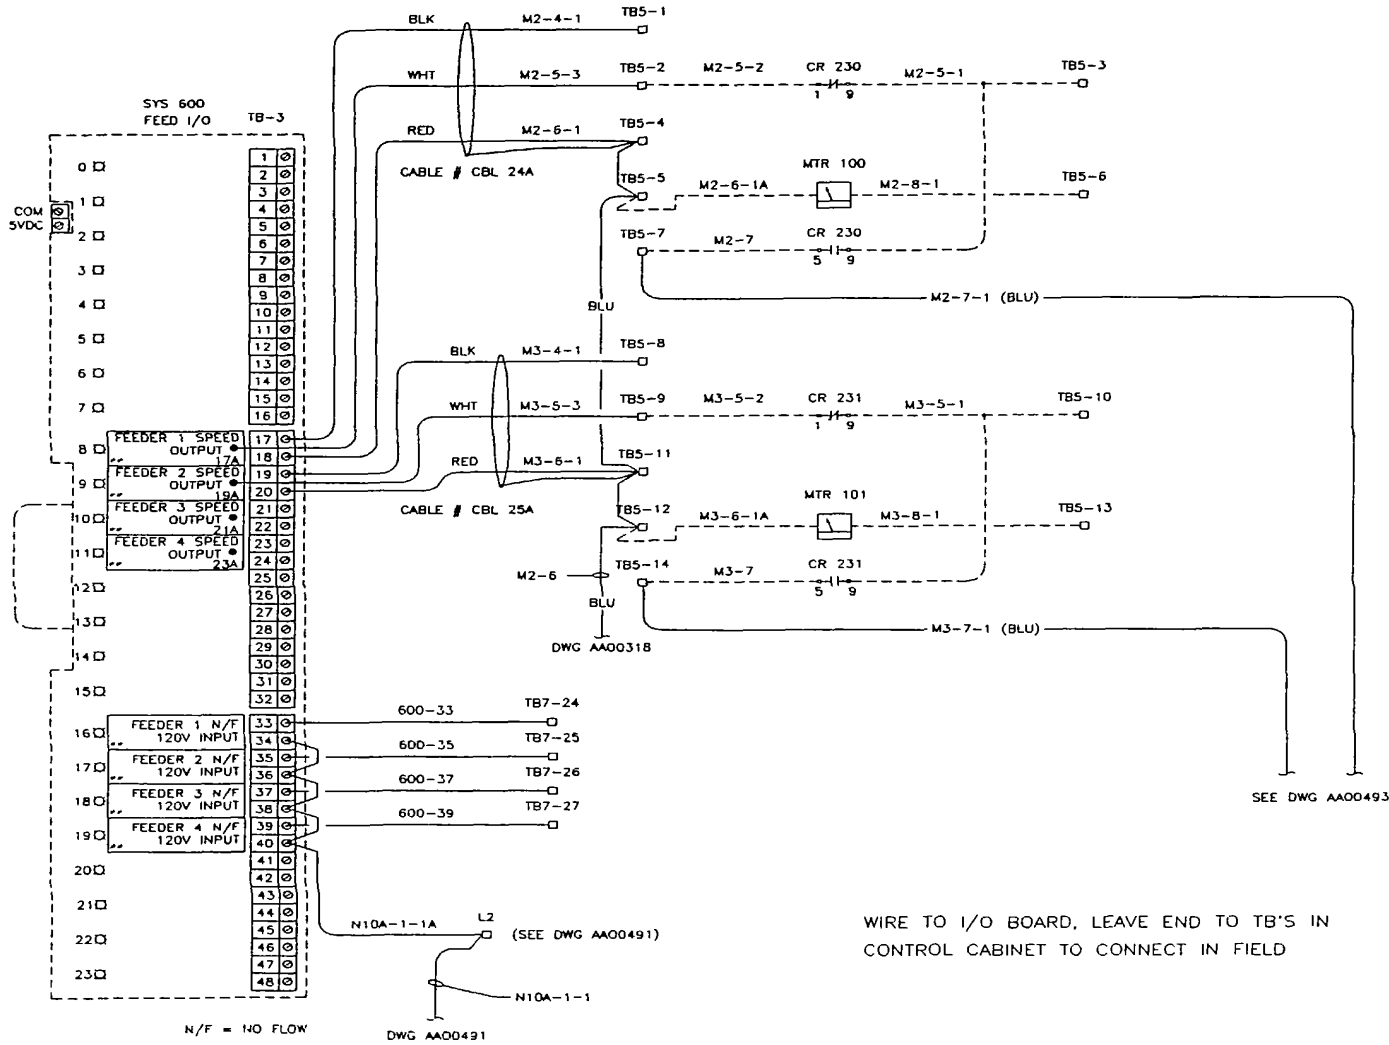 SYS 600
FEED I/O
TB-3
COM
5VDC
0
1
2
3
4
5
6
7
8
9
10
11
12
13
14
15
16
17
18
19
20
21
22
23
1
2
3
4
5
6
7
8
9
10
11
12
13
14
15
16
17
18
19
20
21
22
23
24
25
26
27
28
29
30
31
32
33
34
35
36
37
38
39
40
41
42
43
44
45
46
47
48
FEEDER 1 SPEED
OUTPUT
17A
FEEDER 2 SPEED
OUTPUT
19A
FEEDER 3 SPEED
OUTPUT
21A
FEEDER 4 SPEED
OUTPUT
23A
FEEDER 1 N/F
120V INPUT
FEEDER 2 N/F
120V INPUT
FEEDER 3 N/F
120V INPUT
FEEDER 4 N/F
120V INPUT
N/F = NO FLOW
BLK M2-4-1 TB5-1
WHT M2-5-3 TB5-2 M2-5-2 CR 230 M2-5-1 TB5-3
1 9
RED M2-6-1 TB5-4
CABLE # CBL 24A
TB5-5 M2-6-1A MTR 100 M2-8-1 TB5-6
TB5-7 M2-7 CR 230
5 9
BLU
M2-7-1 (BLU)
BLK M3-4-1 TB5-8
WHT M3-5-3 TB5-9 M3-5-2 CR 231 M3-5-1 TB5-10
1 9
RED M3-6-1 TB5-11
CABLE # CBL 25A
TB5-12 M3-6-1A MTR 101 M3-8-1 TB5-13
M2-6
TB5-14 M3-7 CR 231
5 9
BLU
M3-7-1 (BLU)
DWG AA00318
600-33 TB7-24
600-35 TB7-25
600-37 TB7-26
600-39 TB7-27
SEE DWG AA00493
N10A-1-1A L2 (SEE DWG AA00491)
N10A-1-1
DWG AA00491
WIRE TO I/O BOARD, LEAVE END TO TB'S IN
CONTROL CABINET TO CONNECT IN FIELD